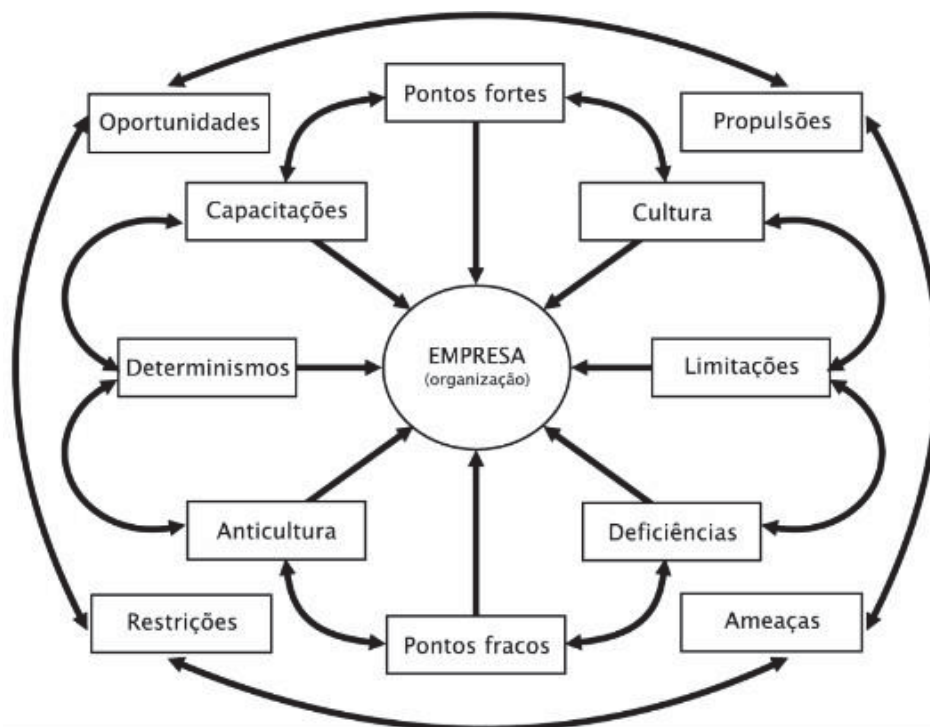 Pontos fortes
Oportunidades
Propulsões
Capacitações
Cultura
EMPRESA
(organização)
Determinismos
Limitações
Anticultura
Deficiências
Restrições
Pontos fracos
Ameaças